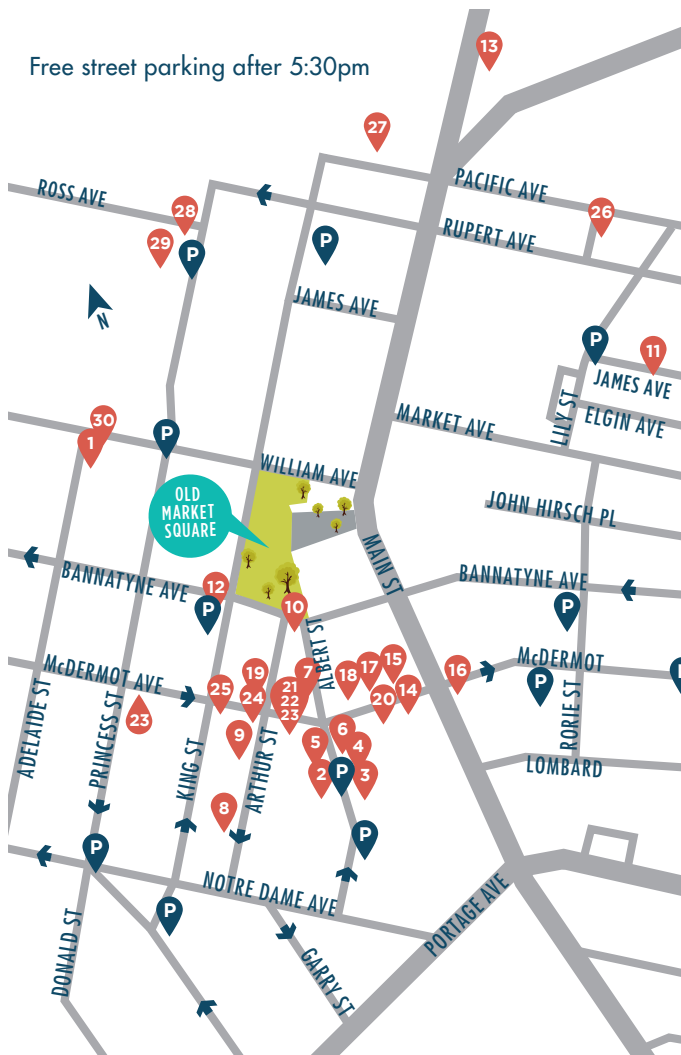 Free street parking after 5:30pm
13
27
PACIFIC AVE
ROSS AVE
28
26
RUPERT AVE
29
P
P
N
JAMES AVE
P
11
JAMES AVE
LILY ST
ELGIN AVE
MARKET AVE
30
1
P
WILLIAM AVE
OLD
MARKET
SQUARE
JOHN HIRSCH PL
MAIN ST
BANNATYNE AVE
12
P
10
BANNATYNE AVE
P
ALBERT ST
McDERMOT AVE
19
7
18
17
15
16
McDERMOT
25
24
21
22
23
20
14
P
P
RORIE ST
ADELAIDE ST
PRINCESS ST
23
KING ST
9
ARTHUR ST
5
6
4
2
P
3
LOMBARD
8
P
P
NOTRE DAME AVE
P
PORTAGE AVE
DONALD ST
GARRY ST